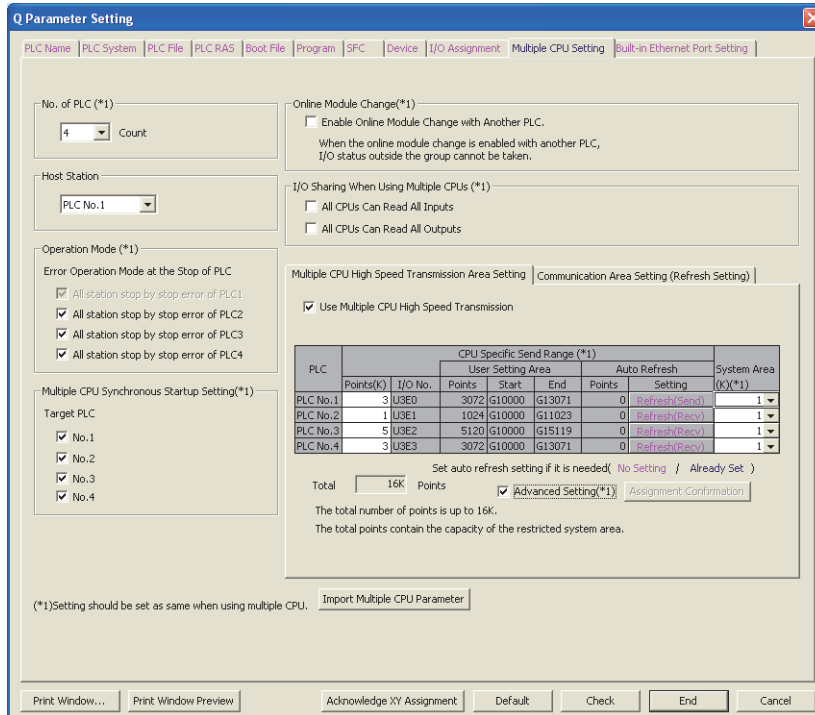 Q Parameter Setting
PLC Name PLC System PLC File PLC RAS Boot File Program SFC Device I/O Assignment Multiple CPU Setting Built-in Ethernet Port Setting
No. of PLC (*1)
4 Count
Host Station
PLC No.1
Operation Mode (*1)
Error Operation Mode at the Stop of PLC
All station stop by stop error of PLC1
All station stop by stop error of PLC2
All station stop by stop error of PLC3
All station stop by stop error of PLC4
Multiple CPU Synchronous Startup Setting(*1)
Target PLC
No.1
No.2
No.3
No.4
Online Module Change(*1)
Enable Online Module Change with Another PLC.
When the online module change is enabled with another PLC,
I/O status outside the group cannot be taken.
I/O Sharing When Using Multiple CPUs (*1)
All CPUs Can Read All Inputs
All CPUs Can Read All Outputs
Multiple CPU High Speed Transmission Area Setting Communication Area Setting (Refresh Setting)
Use Multiple CPU High Speed Transmission
CPU Specific Send Range (*1)
PLC User Setting Area Auto Refresh System Area
Points(K) I/O No. Points Start End Points Setting (K)(*1)
PLC No.1 3 U3E0 3072 G10000 G13071 0 Refresh(Send) 1
PLC No.2 1 U3E1 1024 G10000 G11023 0 Refresh(Recv) 1
PLC No.3 5 U3E2 5120 G10000 G15119 0 Refresh(Recv) 1
PLC No.4 3 U3E3 3072 G10000 G13071 0 Refresh(Recv) 1
Set auto refresh setting if it is needed( No Setting / Already Set )
Total 16K Points Advanced Setting(*1) Assignment Confirmation
The total number of points is up to 16K.
The total points contain the capacity of the restricted system area.
(*1)Setting should be set as same when using multiple CPU. Import Multiple CPU Parameter
Print Window... Print Window Preview Acknowledge XY Assignment Default Check End Cancel